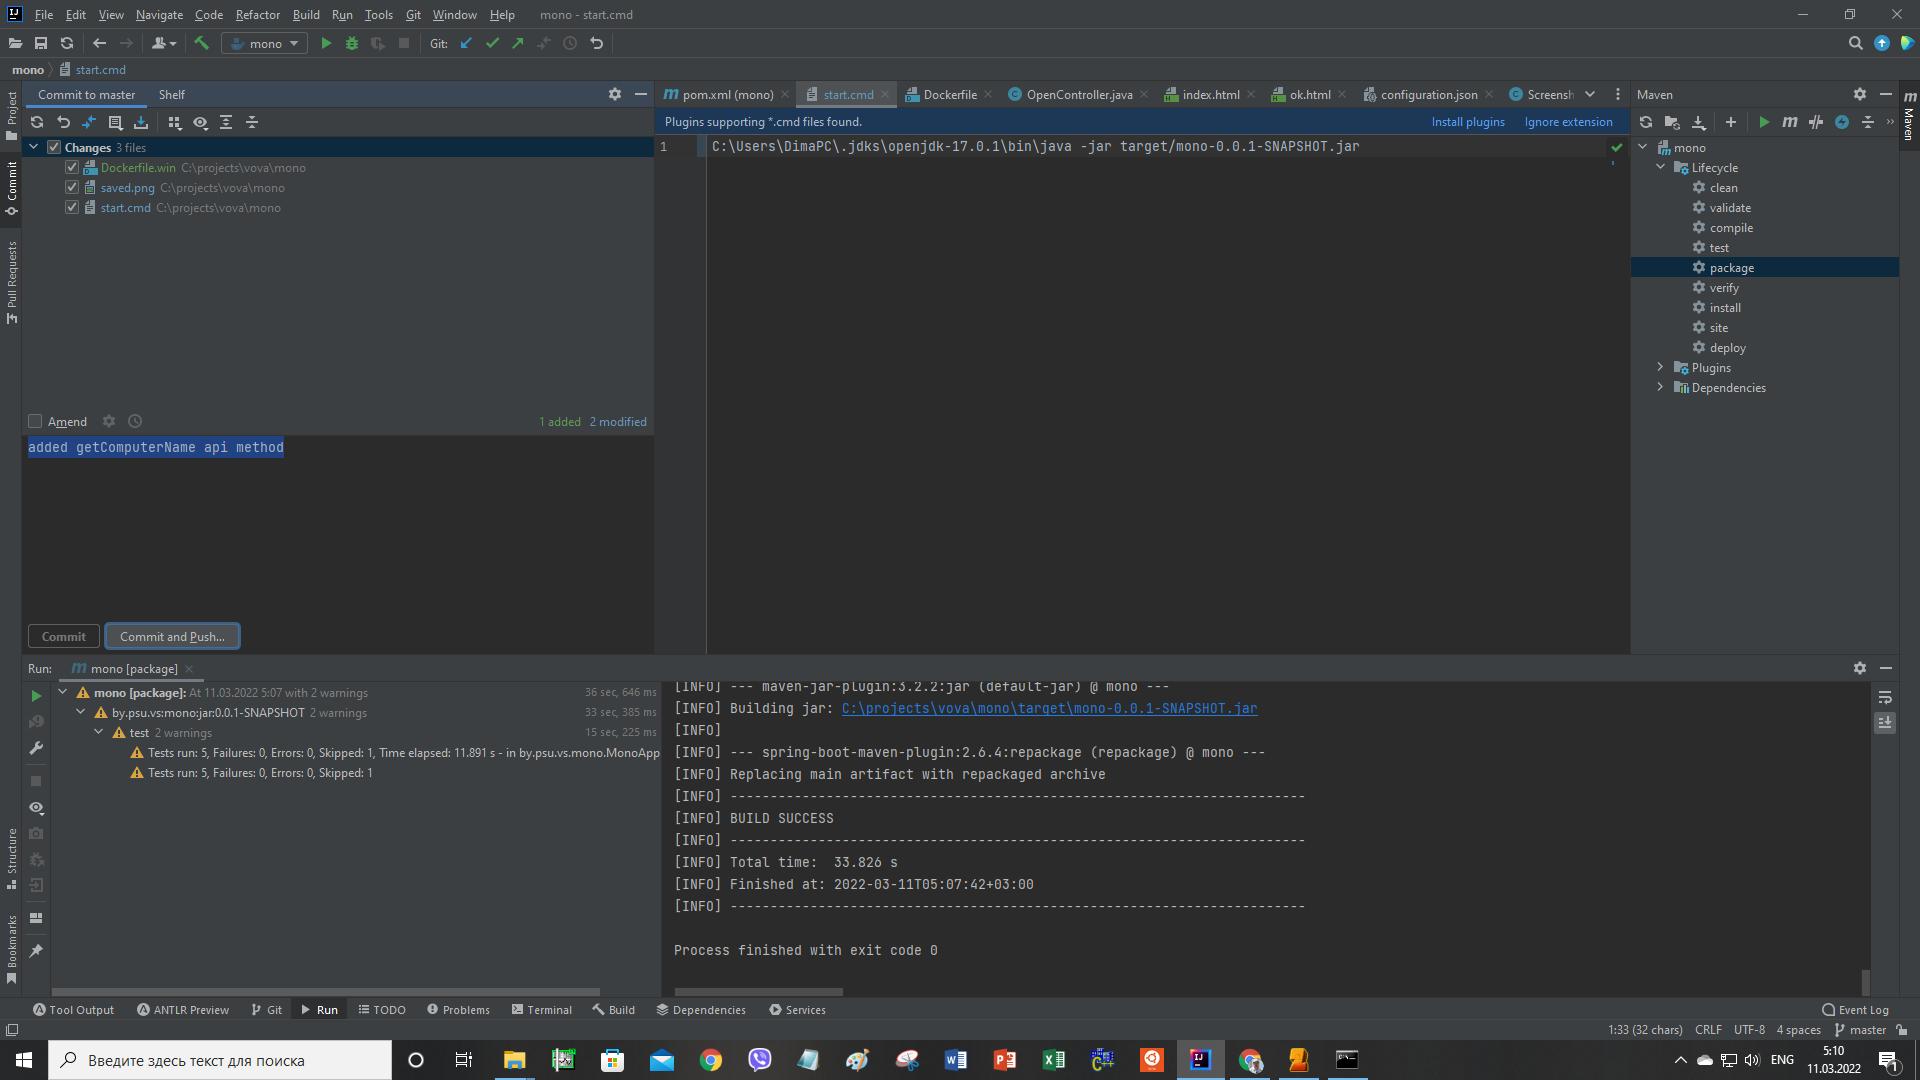 File Edit View Navigate Code Refactor Build Run Tools Git Window Help mono - start.cmd
mono Git:
mono start.cmd
Project
Commit
Pull Requests
Structure
Bookmarks
Commit to master Shelf
Changes 3 files
Dockerfile.win C:\projects\vova\mono
saved.png C:\projects\vova\mono
start.cmd C:\projects\vova\mono
Amend 1 added 2 modified
added getComputerName api method
Commit Commit and Push...
pom.xml (mono) start.cmd Dockerfile OpenController.java index.html ok.html configuration.json Screensh
Plugins supporting *.cmd files found. Install plugins Ignore extension
1 C:\Users\DimaPC\.jdks\openjdk-17.0.1\bin\java -jar target/mono-0.0.1-SNAPSHOT.jar
Maven
mono
Lifecycle
clean
validate
compile
test
package
verify
install
site
deploy
Plugins
Dependencies
Maven
Run: mono [package]
mono [package]: At 11.03.2022 5:07 with 2 warnings 36 sec, 646 ms
by.psu.vs:mono:jar:0.0.1-SNAPSHOT 2 warnings 33 sec, 385 ms
test 2 warnings 15 sec, 225 ms
Tests run: 5, Failures: 0, Errors: 0, Skipped: 1, Time elapsed: 11.891 s - in by.psu.vs.mono.MonoApp
Tests run: 5, Failures: 0, Errors: 0, Skipped: 1
[INFO] --- maven-jar-plugin:3.2.2:jar (default-jar) @ mono ---
[INFO] Building jar: C:\projects\vova\mono\target\mono-0.0.1-SNAPSHOT.jar
[INFO]
[INFO] --- spring-boot-maven-plugin:2.6.4:repackage (repackage) @ mono ---
[INFO] Replacing main artifact with repackaged archive
[INFO] ------------------------------------------------------------------------
[INFO] BUILD SUCCESS
[INFO] ------------------------------------------------------------------------
[INFO] Total time:  33.826 s
[INFO] Finished at: 2022-03-11T05:07:42+03:00
[INFO] ------------------------------------------------------------------------
Process finished with exit code 0
Tool Output ANTLR Preview Git Run TODO Problems Terminal Build Dependencies Services Event Log
1:33 (32 chars) CRLF UTF-8 4 spaces master
Введите здесь текст для поиска ENG 5:10
11.03.2022 1